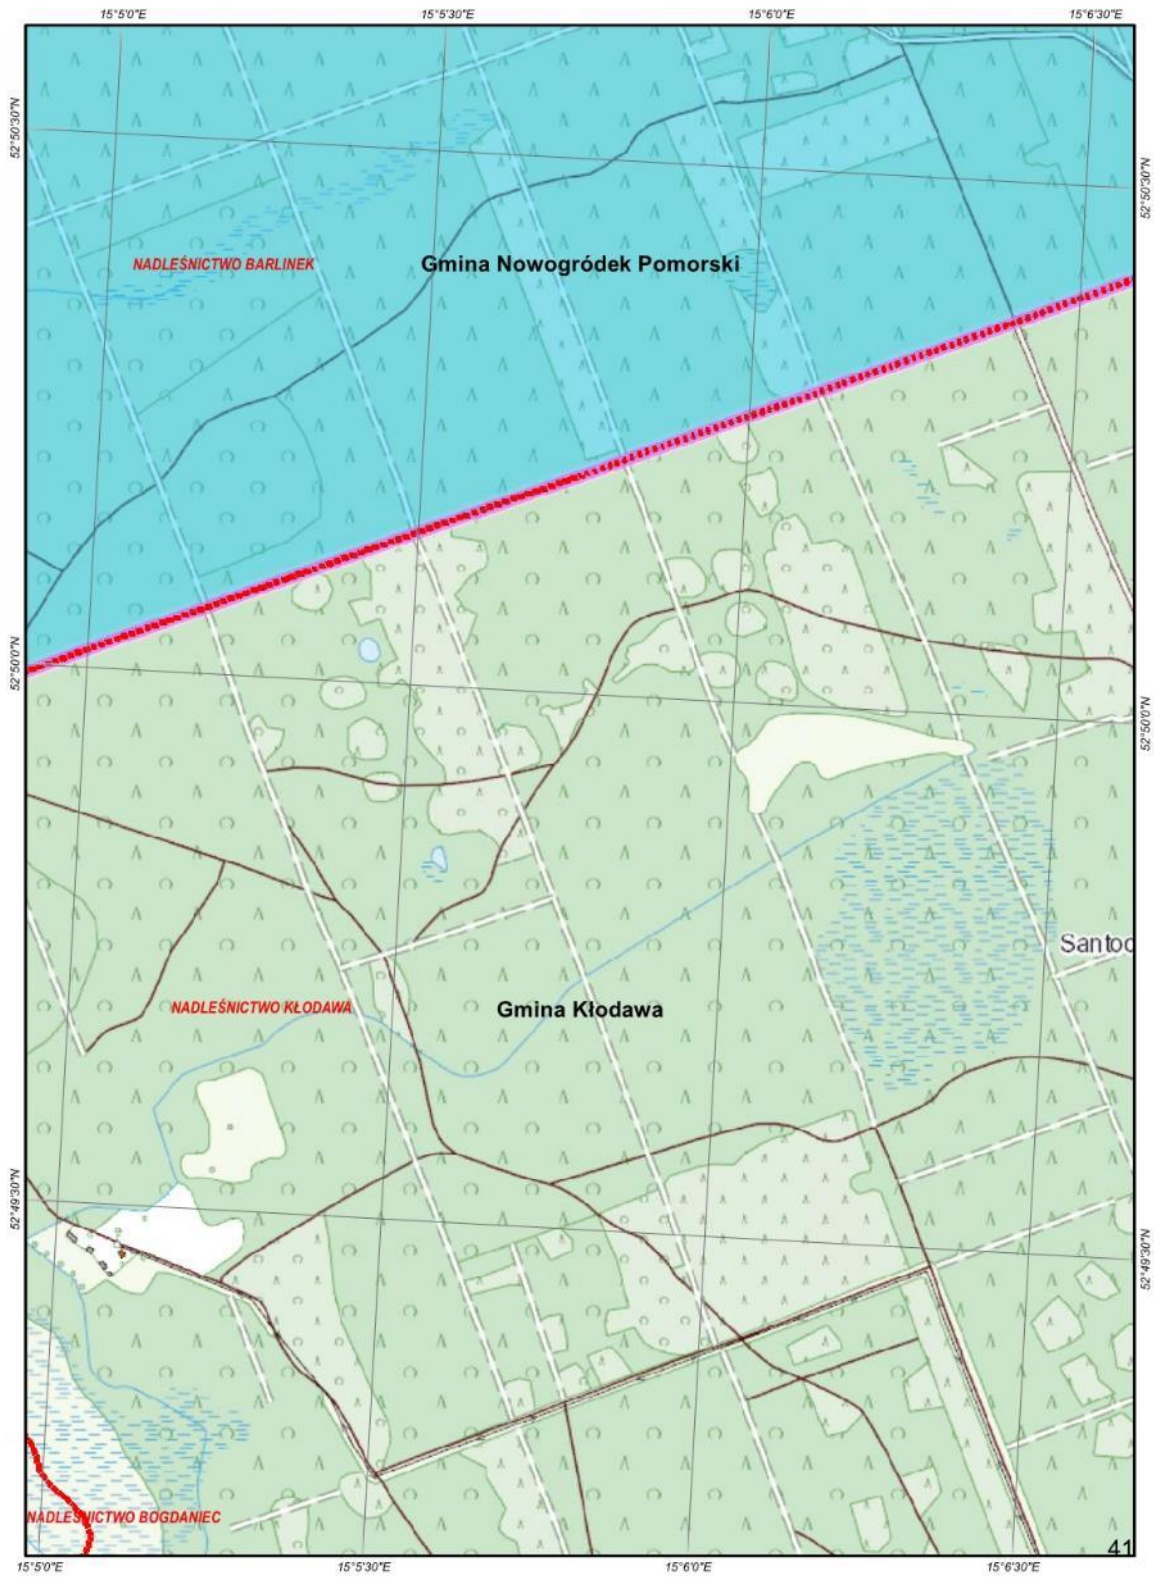 15°5'0"E 15°5'30"E 15°6'0"E 15°6'30"E
52°50'30"N
52°50'30"N
NADLEŚNICTWO BARLINEK
Gmina Nowogródek Pomorski
52°50'0"N
52°50'0"N
Santoc
NADLEŚNICTWO KŁODAWA
Gmina Kłodawa
52°49'30"N
52°49'30"N
NADLEŚNICTWO BOGDANIEC
41
15°5'0"E 15°5'30"E 15°6'0"E 15°6'30"E